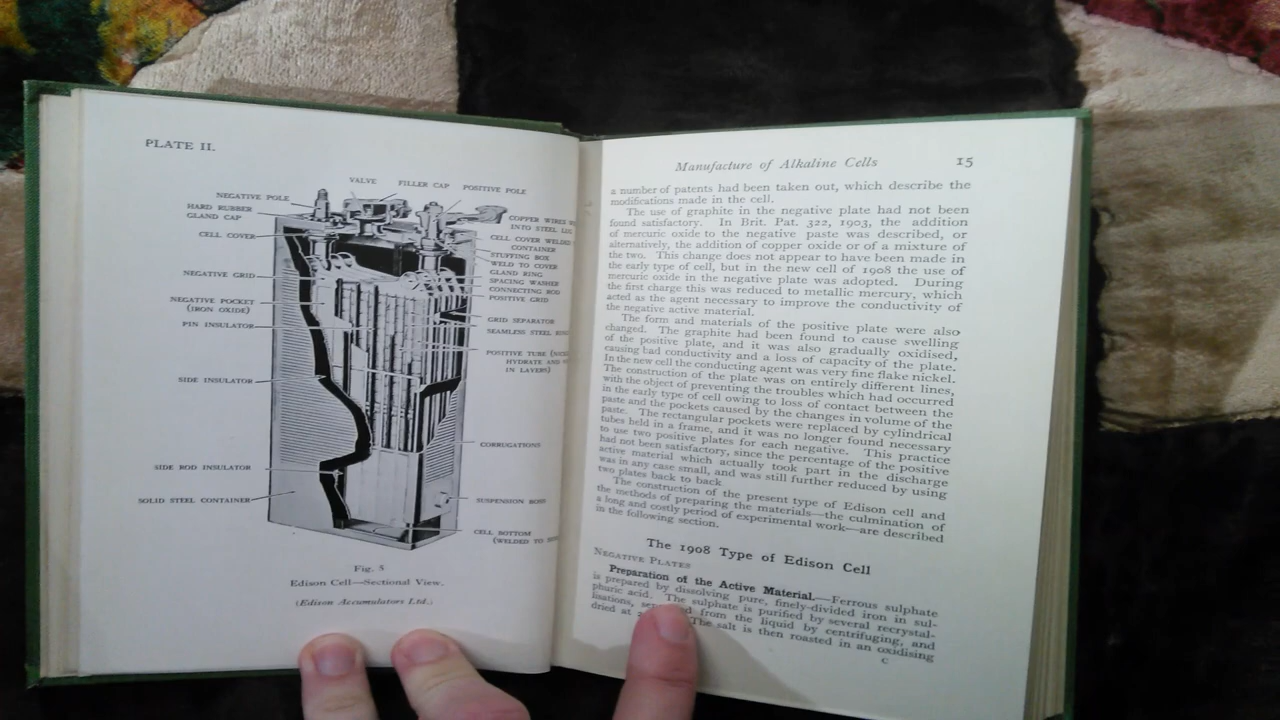 PLATE II.
VALVE
FILLER CAP
POSITIVE POLE
NEGATIVE POLE
HARD RUBBER
GLAND CAP
CELL COVER
NEGATIVE GRID
NEGATIVE POCKET
(IRON OXIDE)
PIN INSULATOR
SIDE INSULATOR
SIDE ROD INSULATOR
SOLID STEEL CONTAINER
COPPER WIRES
INTO STEEL LUG
CELL COVER WELDED
CONTAINER
STUFFING BOX
WELD TO COVER
GLAND RING
SPACING WASHER
CONNECTING ROD
POSITIVE GRID
GRID SEPARATOR
SEAMLESS STEEL
POSITIVE TUBE
HYDRATE AND
IN LAYERS)
CORRUGATIONS
SUSPENSION BOSS
CELL BOTTOM
(WELDED TO
Fig. 5
Edison Cell—Sectional View.
(Edison Accumulators Ltd.)
Manufacture of Alkaline Cells 15
a number of patents had been taken out, which describe the
modifications made in the cell.
The use of graphite in the negative plate had not been
found satisfactory. In Brit. Pat. 322, 1903, the addition
of mercuric oxide to the negative paste was described, or
alternatively, the addition of copper oxide or of a mixture of
the two. This change does not appear to have been made in
the early type of cell, but in the new cell of 1908 the use of
mercuric oxide in the negative plate was adopted. During
the first charge this was reduced to metallic mercury, which
acted as the agent necessary to improve the conductivity of
the negative active material.
The form and materials of the positive plate were also
changed. The graphite had been found to cause swelling
of the positive plate, and it was also gradually oxidised,
causing bad conductivity and a loss of capacity of the plate.
In the new cell the conducting agent was very fine flake nickel.
The construction of the plate was on entirely different lines,
with the object of preventing the troubles which had occurred
in the early type of cell owing to loss of contact between the
paste and the pockets caused by the changes in volume of the
paste. The rectangular pockets were replaced by cylindrical
tubes held in a frame, and it was no longer found necessary
to use two positive plates for each negative. This practice
had not been satisfactory, since the percentage of the positive
active material which actually took part in the discharge
was in any case small, and was still further reduced by using
two plates back to back
The construction of the present type of Edison cell and
the methods of preparing the materials—the culmination of
a long and costly period of experimental work—are described
in the following section.
The 1908 Type of Edison Cell
NEGATIVE PLATES
Preparation of the Active Material.—Ferrous sulphate
is prepared by dissolving pure, finely-divided iron in sul-
phuric acid. The sulphate is purified by several recrystal-
lisations, from the liquid by centrifuging, and
dried at The salt is then roasted in an oxidising
C